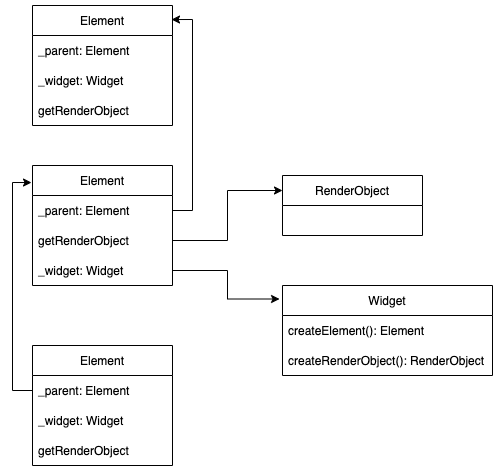 Element
_parent: Element
_widget: Widget
getRenderObject
Element
_parent: Element
getRenderObject
_widget: Widget
RenderObject
Widget
createElement(): Element
createRenderObject(): RenderObject
Element
_parent: Element
_widget: Widget
getRenderObject